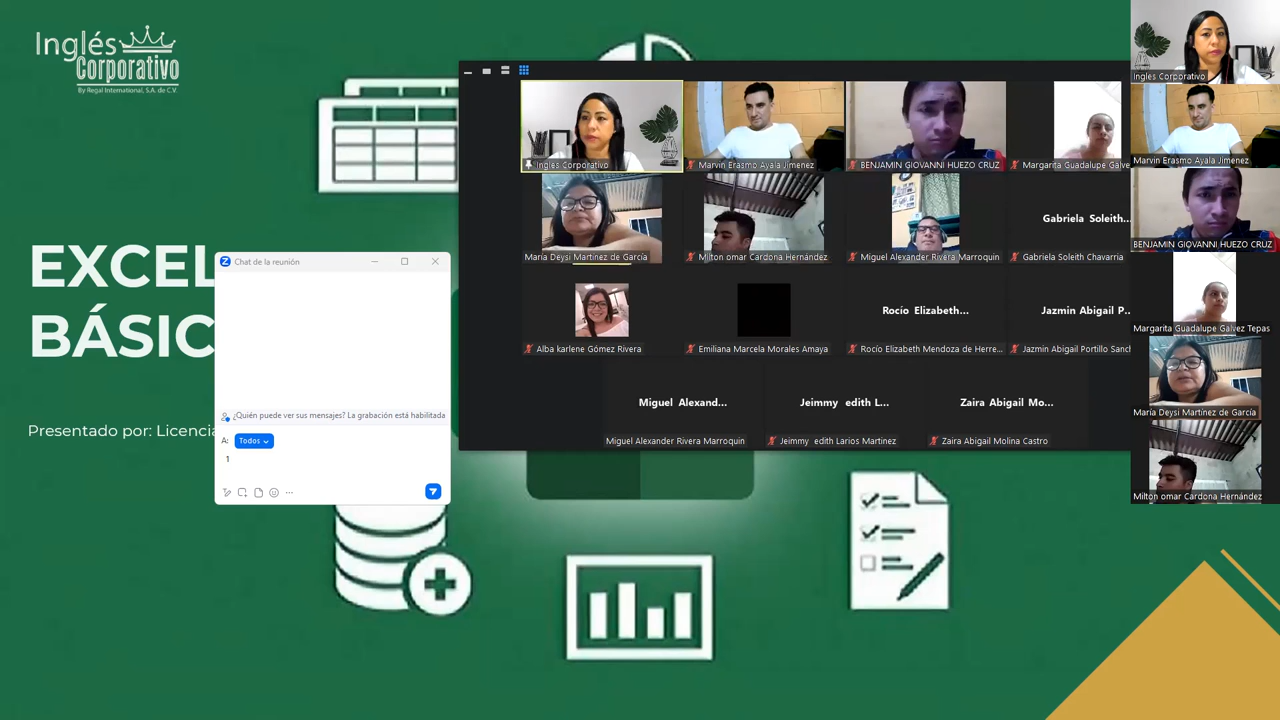 Inglés
Corporativo
By Regal International, S.A. de C.V.
EXCEL
BÁSIC
Presentado por: Licencia
Chat de la reunión
¿Quién puede ver sus mensajes? La grabación está habilitada
A: Todos
1
Ingles Corporativo
Marvin Erasmo Ayala Jimenez
BENJAMIN GIOVANNI HUEZO CRUZ
Margarita Guadalupe Galve
María Deysi Martínez de García
Milton omar Cardona Hernández
Miguel Alexander Rivera Marroquin
Gabriela Soleith...
Gabriela Soleith Chavarria
Alba karlene Gómez Rivera
Emiliana Marcela Morales Amaya
Rocío Elizabeth...
Rocío Elizabeth Mendoza de Herre...
Jazmin Abigail P...
Jazmin Abigail Portillo Sanch
Miguel Alexand...
Miguel Alexander Rivera Marroquin
Jeimmy edith L...
Jeimmy edith Larios Martinez
Zaira Abigail Mo...
Zaira Abigail Molina Castro
Ingles Corporativo
Marvin Erasmo Ayala Jimenez
BENJAMIN GIOVANNI HUEZO CRUZ
Margarita Guadalupe Galvez Tepas
María Deysi Martínez de García
Milton omar Cardona Hernández